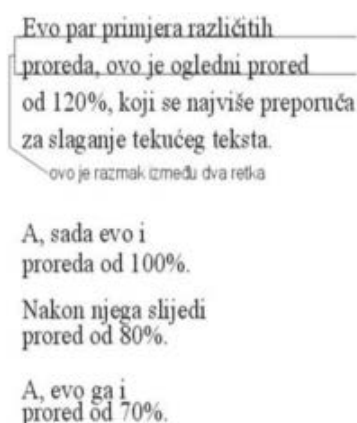 Evo par primjera različitih
proreda, ovo je ogledni prored
od 120%, koji se najviše preporuča
za slaganje tekućeg teksta.
ovo je razmak između dva retka
A, sada evo i
proreda od 100%.
Nakon njega slijedi
prored od 80%.
A, evo ga i
prored od 70%.